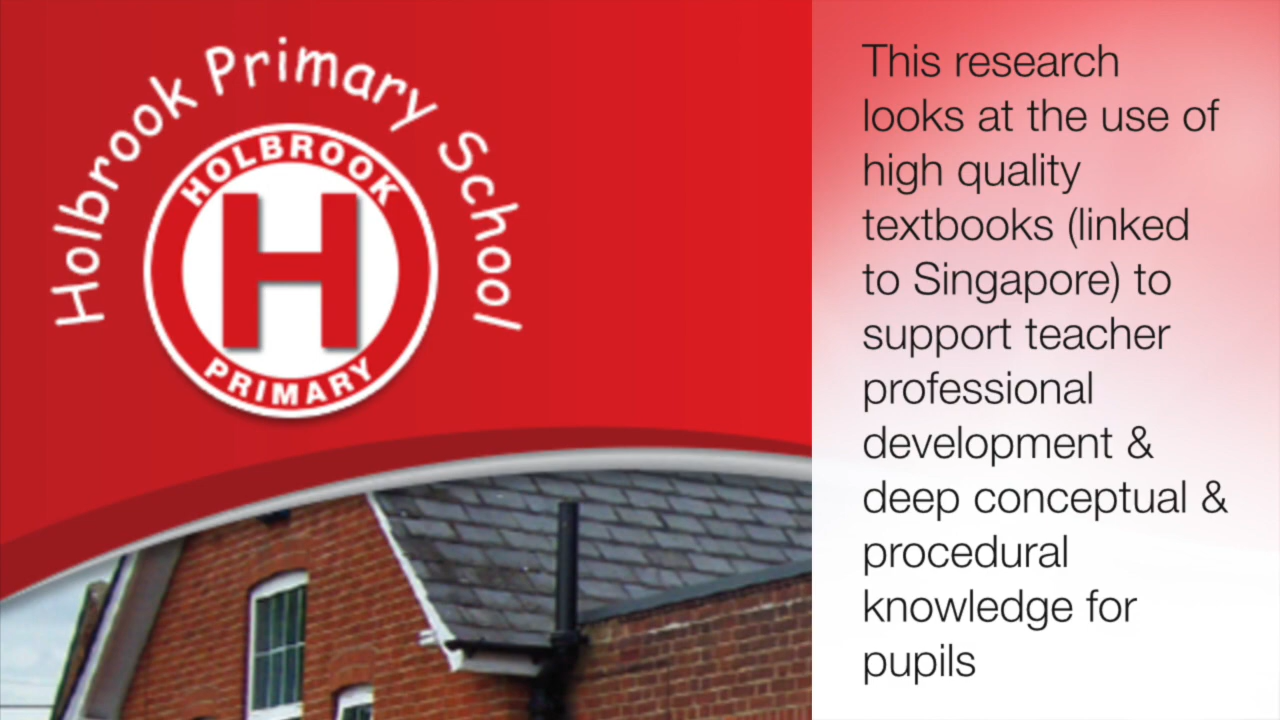 Holbrook Primary School
HOLBROOK
H
PRIMARY
This research
looks at the use of
high quality
textbooks (linked
to Singapore) to
support teacher
professional
development &
deep conceptual &
procedural
knowledge for
pupils